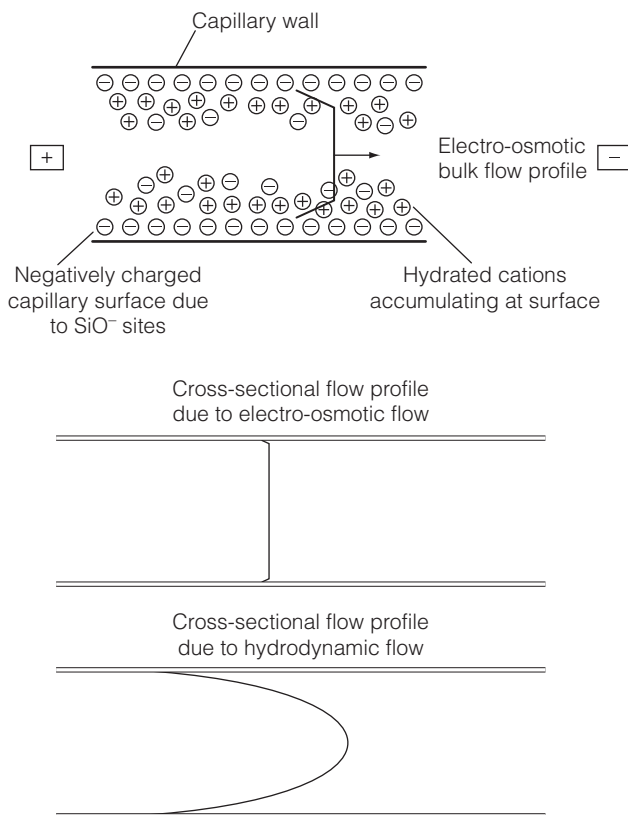 Capillary wall
+
Electro-osmotic
bulk flow profile
−
Negatively charged
capillary surface due
to SiO⁻ sites
Hydrated cations
accumulating at surface
Cross-sectional flow profile
due to electro-osmotic flow
Cross-sectional flow profile
due to hydrodynamic flow